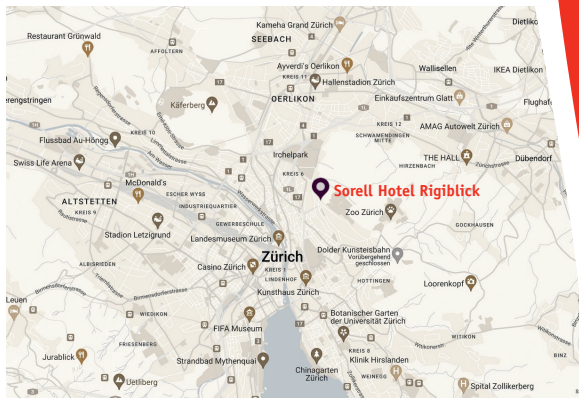 Kameha Grand Zürich
Dietlikon
Restaurant Grünwald
SEEBACH
AFFOLTERN
Ayverdi's Oerlikon
Wallisellen
IKEA Dietlikon
KREIS 11
Hallenstadion Zürich
Einkaufszentrum Glatt
OERLIKON
Käferberg
Flughaf
erengstringen
KREIS 12
AMAG Autowelt Zürich
KREIS 10
SCHWAMENDINGEN
MITTE
Flussbad Au-Höngg
Irchelpark
THE HALL
Dübendorf
Swiss Life Arena
HIRZENBACH
Zürichstrasse
McDonald's
KREIS 6
Sorell Hotel Rigiblick
ESCHER WYSS
ALTSTETTEN
INDUSTRIEQUARTIER
Zoo Zürich
KREIS 9
GEWERBESCHULE
Stadion Letzigrund
GOCKHAUSEN
Landesmuseum Zürich
Dolder Kunsteisbahn
Vorübergehend
geschlossen
Zürich
ALBISRIEDEN
Casino Zürich
KREIS 1
LINDENHOF
HOTTINGEN
Loorenkopf
Kunsthaus Zürich
Birmensdorferstrasse
Leuen
WIEDIKON
Botanischer Garten
der Universität Zürich
FIFA Museum
WITIKON
FRIESENBERG
KREIS 8
BINZ
Jurablick
Strandbad Mythenquai
Klinik Hirslanden
Chinagarten
Zürich
WEINEGG
Uetliberg
Spital Zollikerberg